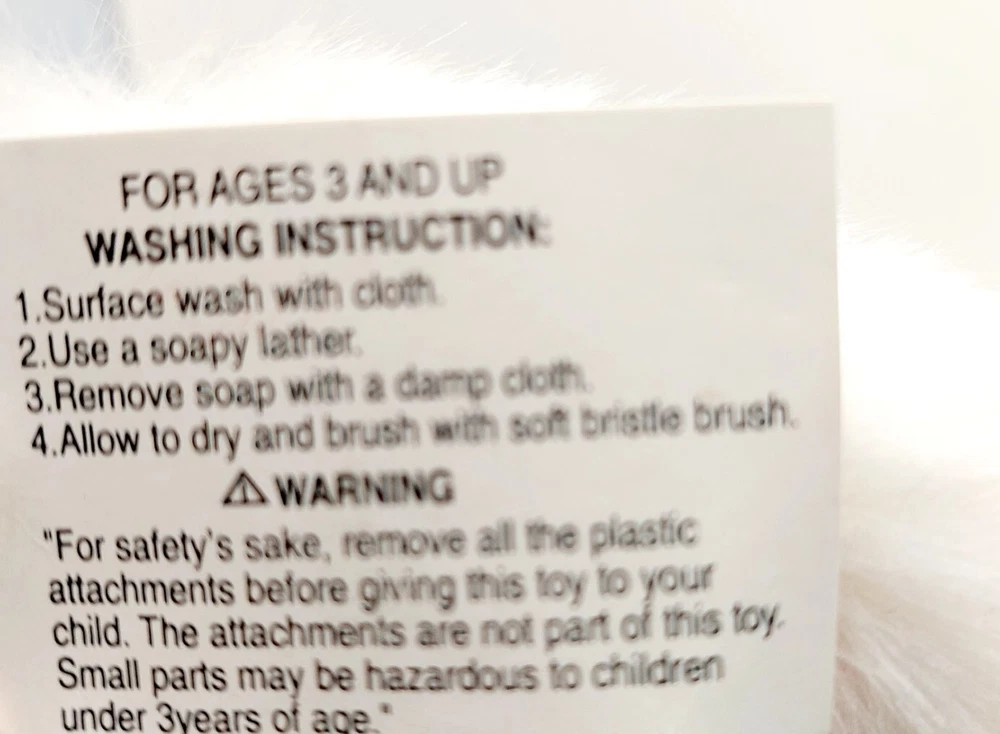 FOR AGES 3 AND UP
WASHING INSTRUCTION:
1.Surface wash with cloth.
2.Use a soapy lather.
3.Remove soap with a damp cloth.
4.Allow to dry and brush with soft bristle brush.
⚠ WARNING
"For safety's sake, remove all the plastic
attachments before giving this toy to your
child. The attachments are not part of this toy.
Small parts may be hazardous to children
under 3years of age."